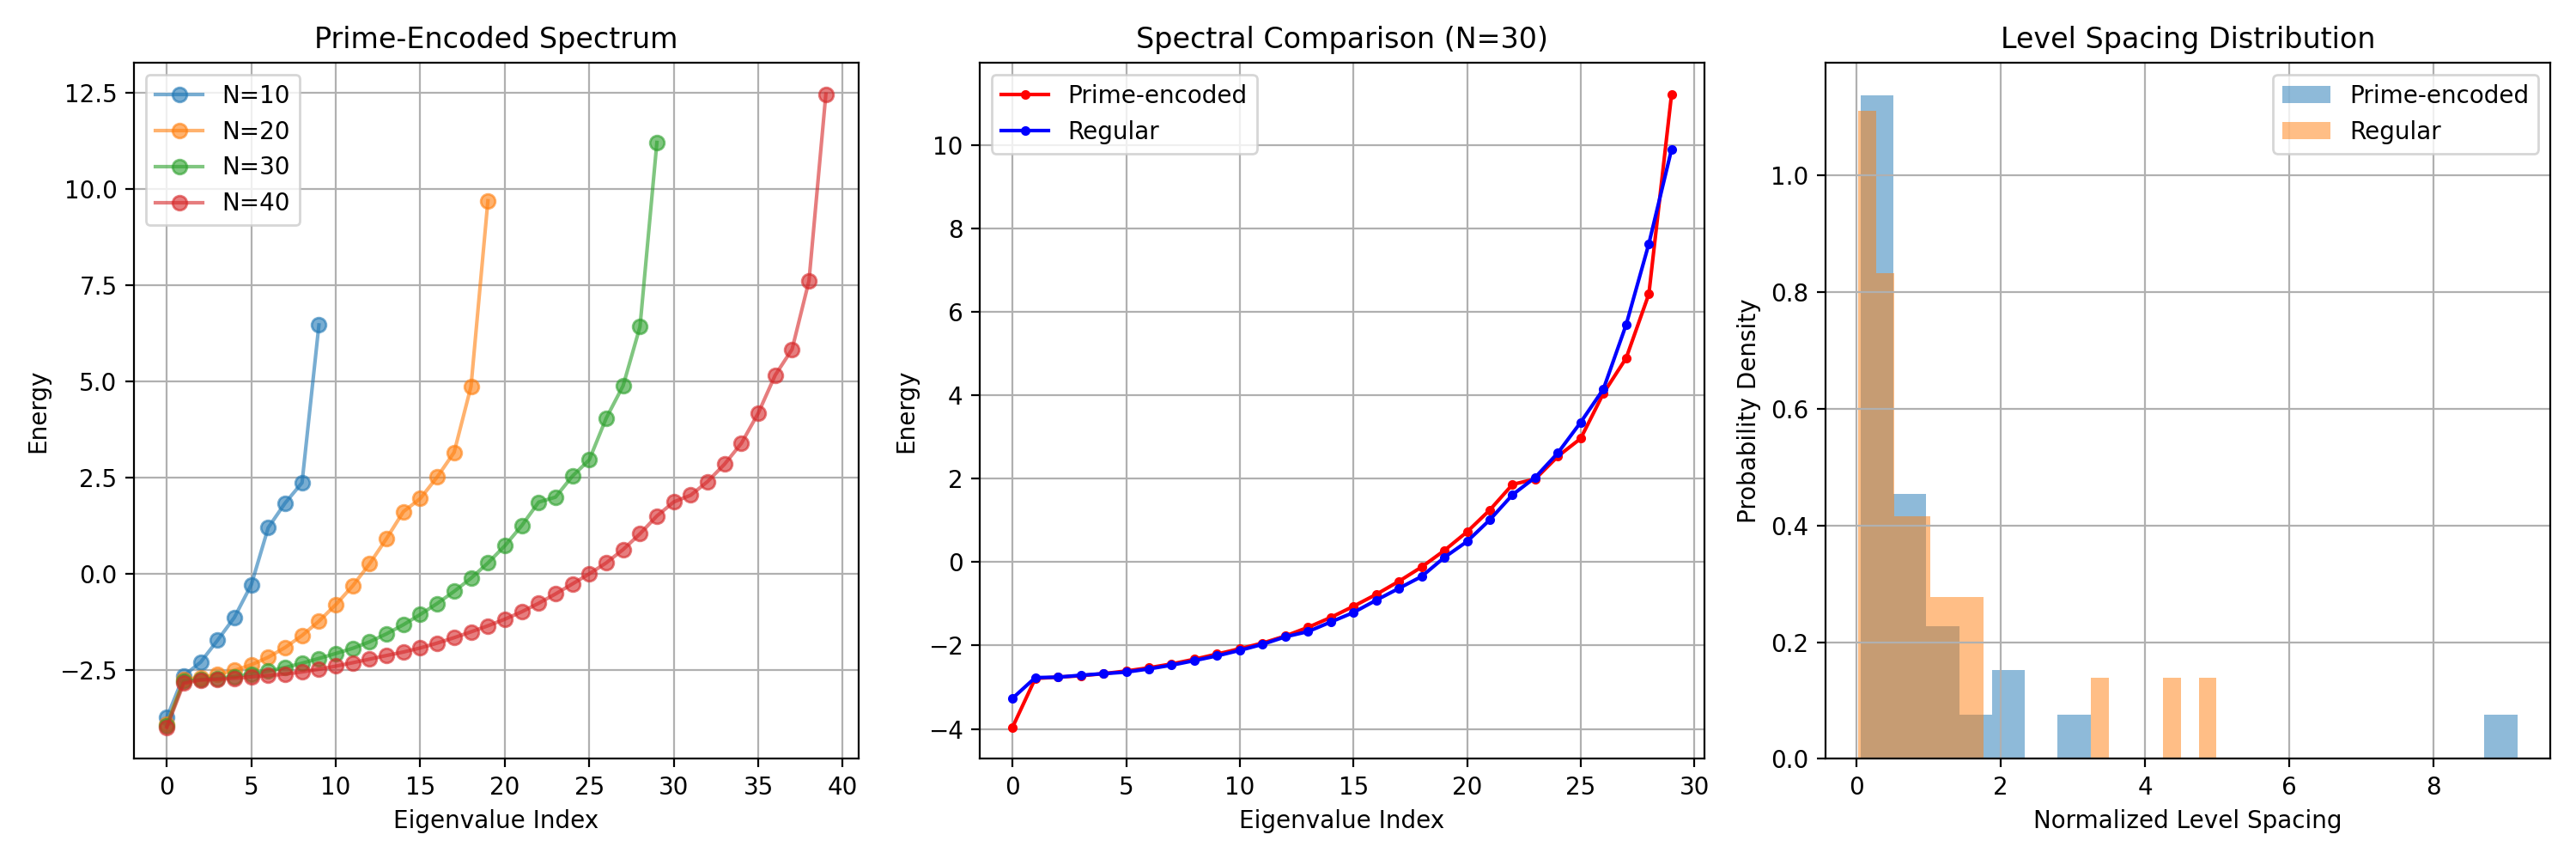 Prime-Encoded Spectrum
N=10
N=20
N=30
N=40
12.5
10.0
7.5
5.0
2.5
0.0
−2.5
Energy
0 5 10 15 20 25 30 35 40
Eigenvalue Index
Spectral Comparison (N=30)
Prime-encoded
Regular
10
8
6
4
2
0
−2
−4
Energy
0 5 10 15 20 25 30
Eigenvalue Index
Level Spacing Distribution
Prime-encoded
Regular
1.0
0.8
0.6
0.4
0.2
0.0
Probability Density
0 2 4 6 8
Normalized Level Spacing